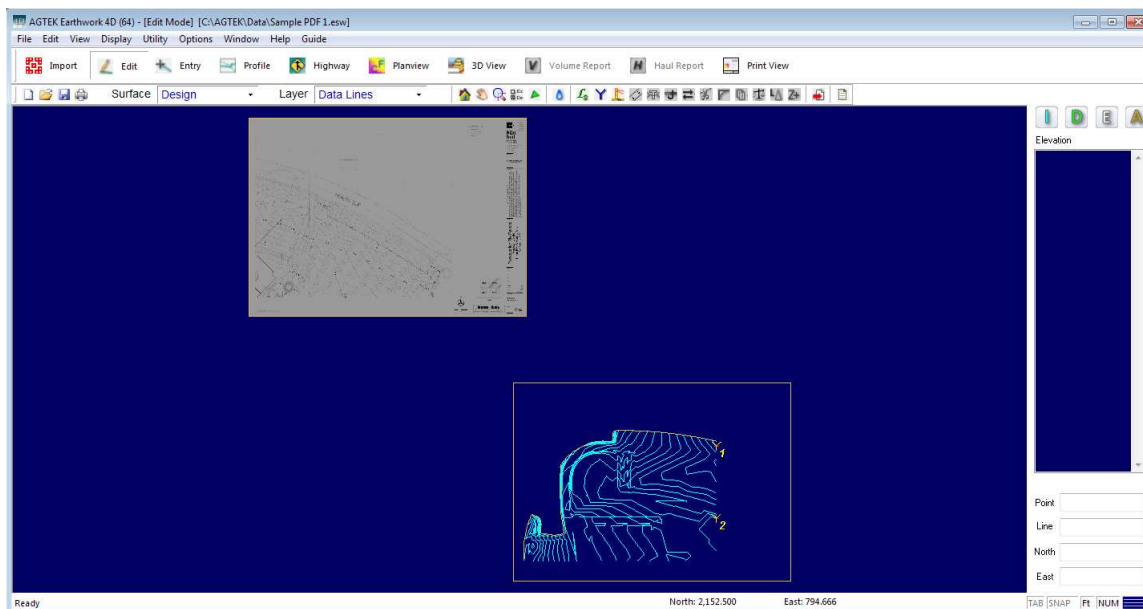 AGTEK Earthwork 4D (64) - [Edit Mode]  [C:\AGTEK\Data\Sample PDF 1.esw]
File Edit View Display Utility Options Window Help Guide
Import Edit Entry Profile Highway Planview 3D View V Volume Report H Haul Report Print View
Surface Design Layer Data Lines
I D E A
Elevation
1
2
Point
Line
North
East
Ready North: 2,152.500 East: 794.666 TAB SNAP Ft NUM